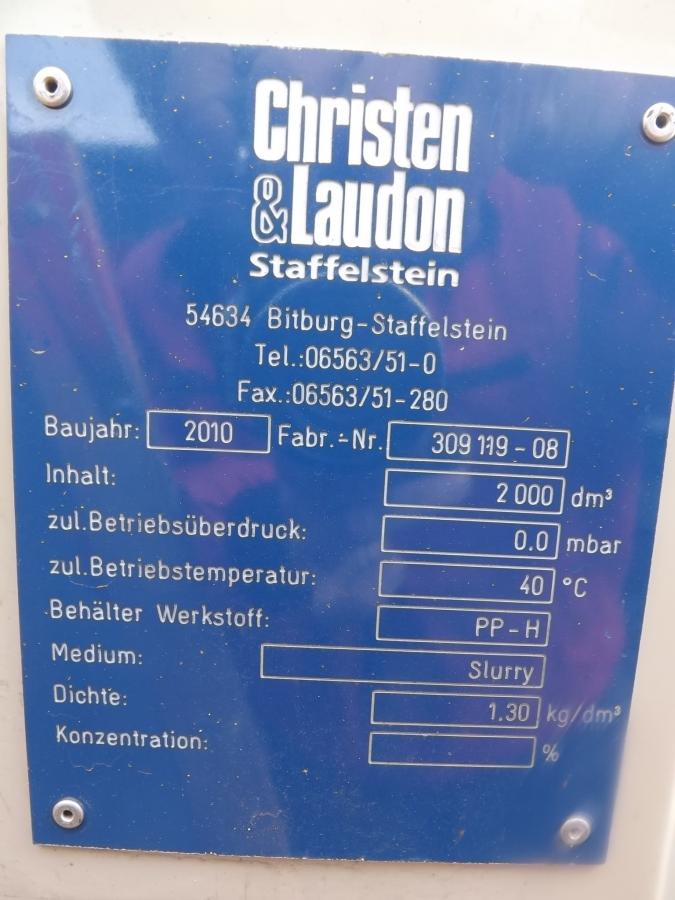 Christen
&Laudon
Staffelstein
54634 Bitburg-Staffelstein
Tel.:06563/51-0
Fax.:06563/51-280
Baujahr: 2010 Fabr.-Nr. 309 119-08
Inhalt: 2 000 dm³
zul.Betriebsüberdruck: 0.0 mbar
zul.Betriebstemperatur: 40 °C
Behälter Werkstoff: PP-H
Medium: Slurry
Dichte: 1.30 kg/dm³
Konzentration: %